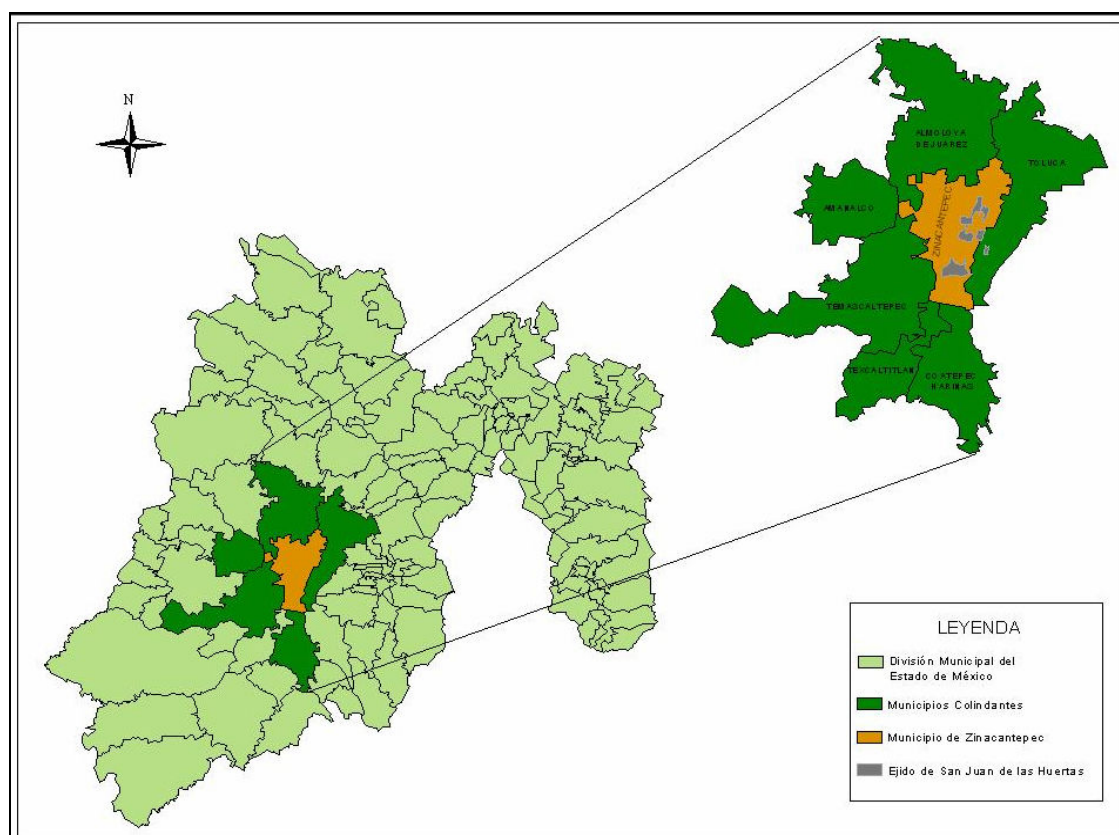 N
ALMOLOYA
DE JUÁREZ
TOLUCA
AMANALCO
ZINACANTEPEC
TEMASCALTEPEC
TEXCALTITLAN
COATEPEC
HARINAS
LEYENDA
División Municipal del
Estado de México
Municipios Colindantes
Municipio de Zinacantepec
Ejido de San Juan de las Huertas